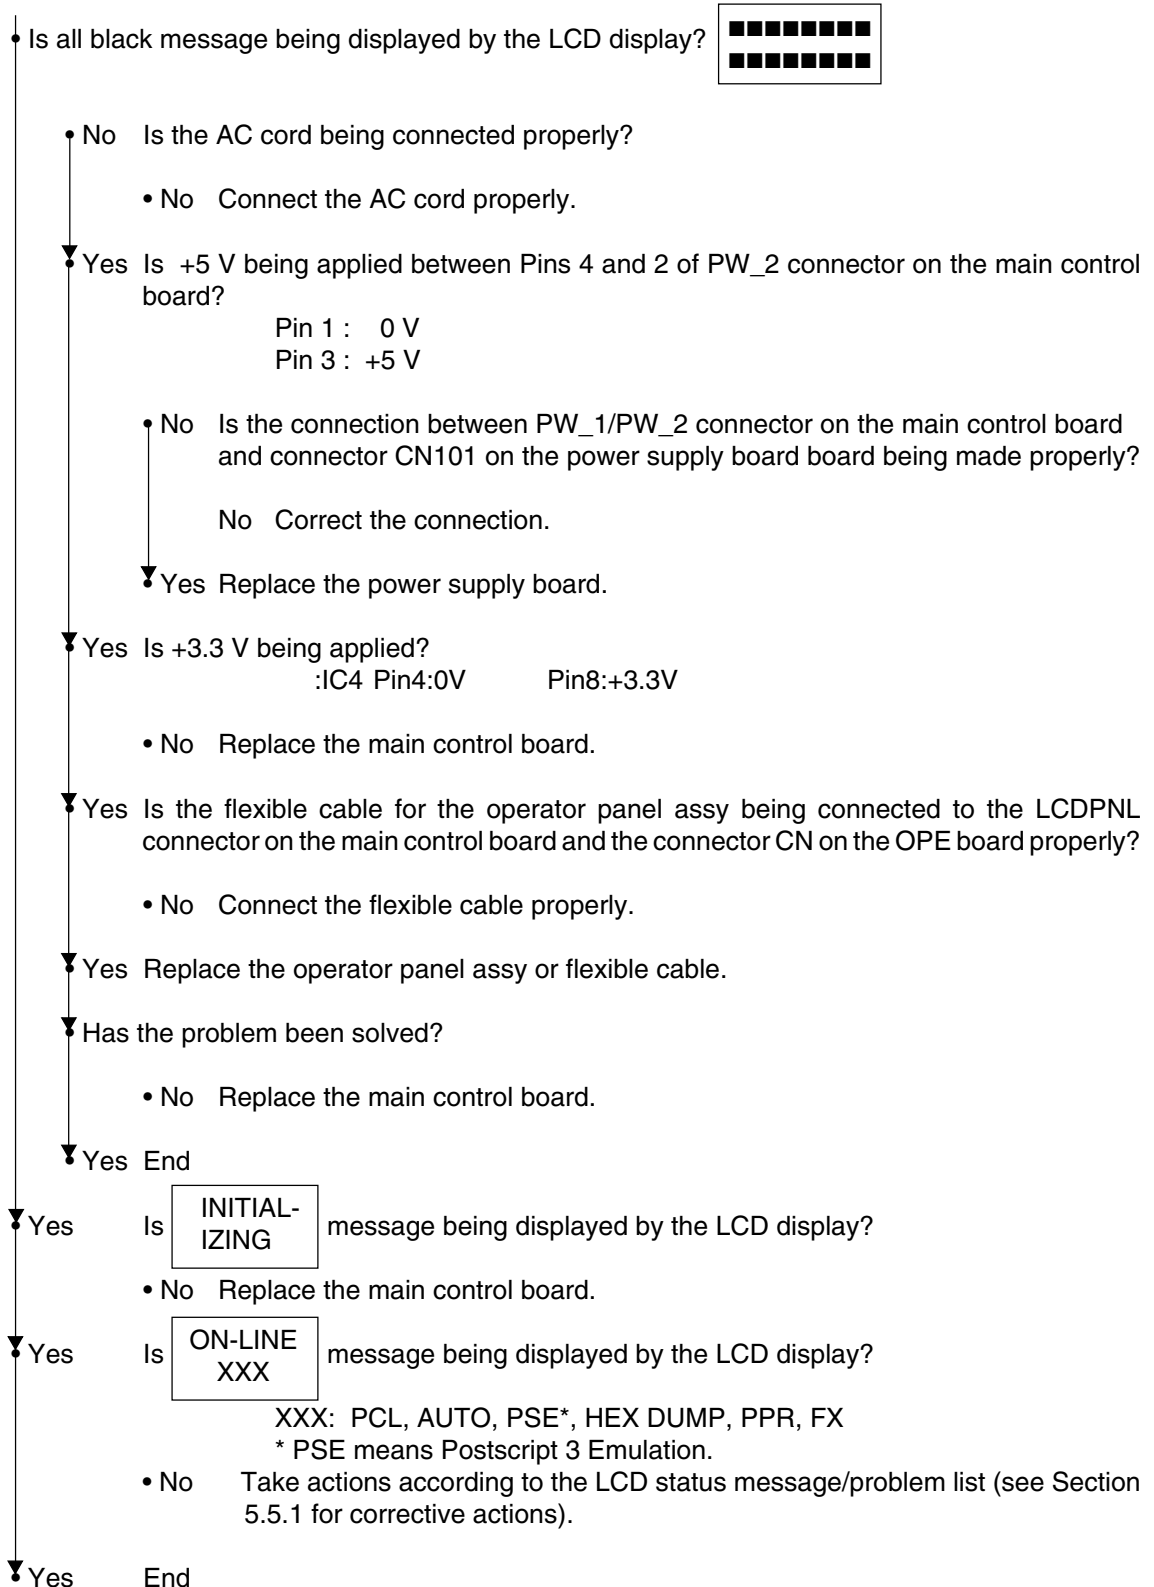 • Is all black message being displayed by the LCD display? ■■■■■■■■
■■■■■■■■
• No Is the AC cord being connected properly?
• No Connect the AC cord properly.
• Yes Is +5 V being applied between Pins 4 and 2 of PW_2 connector on the main control
board?
Pin 1 : 0 V
Pin 3 : +5 V
• No Is the connection between PW_1/PW_2 connector on the main control board
and connector CN101 on the power supply board board being made properly?
No Correct the connection.
• Yes Replace the power supply board.
• Yes Is +3.3 V being applied?
:IC4 Pin4:0V Pin8:+3.3V
• No Replace the main control board.
• Yes Is the flexible cable for the operator panel assy being connected to the LCDPNL
connector on the main control board and the connector CN on the OPE board properly?
• No Connect the flexible cable properly.
• Yes Replace the operator panel assy or flexible cable.
• Has the problem been solved?
• No Replace the main control board.
• Yes End
• Yes Is INITIAL-
IZING message being displayed by the LCD display?
• No Replace the main control board.
• Yes Is ON-LINE
XXX message being displayed by the LCD display?
XXX: PCL, AUTO, PSE*, HEX DUMP, PPR, FX
* PSE means Postscript 3 Emulation.
• No Take actions according to the LCD status message/problem list (see Section
5.5.1 for corrective actions).
• Yes End